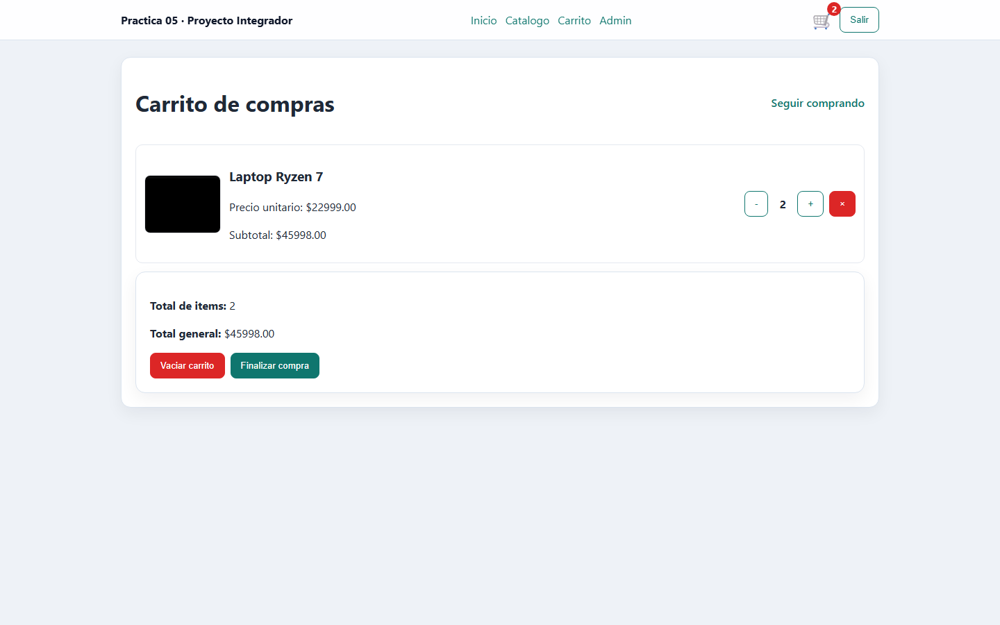 Practica 05 · Proyecto Integrador
Inicio Catalogo Carrito Admin
2
Salir
Carrito de compras
Seguir comprando
Laptop Ryzen 7
Precio unitario: $22999.00
Subtotal: $45998.00
- 2 + ×
Total de items: 2
Total general: $45998.00
Vaciar carrito Finalizar compra